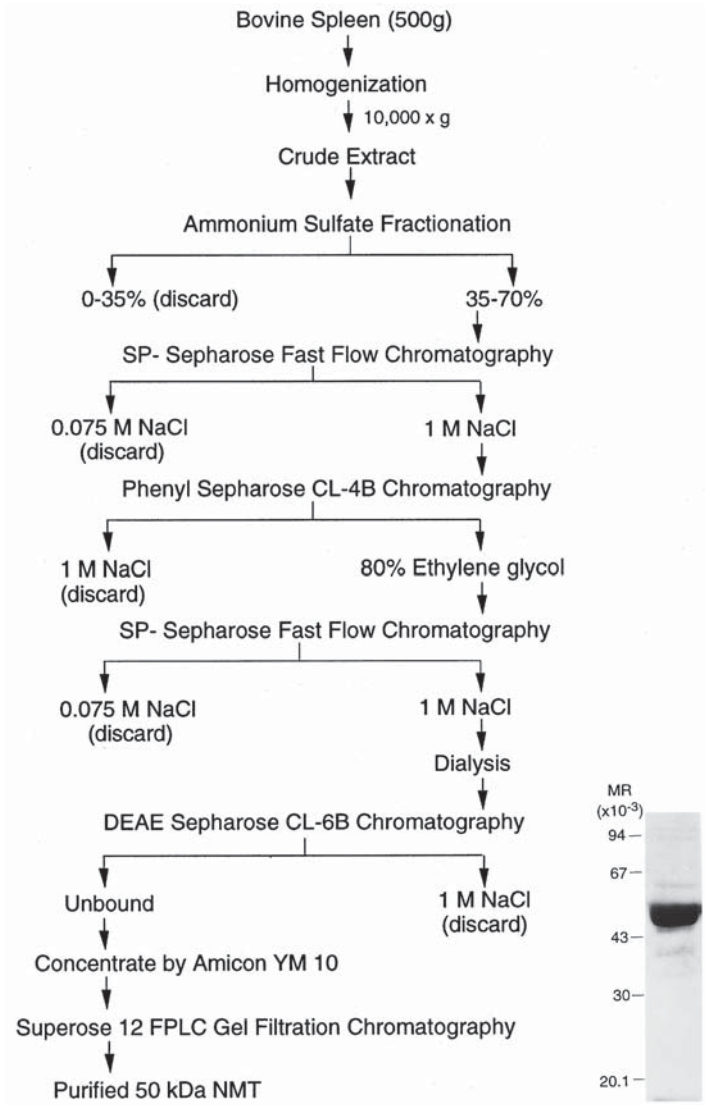 Bovine Spleen (500g)
Homogenization
10,000 x g
Crude Extract
Ammonium Sulfate Fractionation
0-35% (discard)
35-70%
SP- Sepharose Fast Flow Chromatography
0.075 M NaCl
(discard)
1 M NaCl
Phenyl Sepharose CL-4B Chromatography
1 M NaCl
(discard)
80% Ethylene glycol
SP- Sepharose Fast Flow Chromatography
0.075 M NaCl
(discard)
1 M NaCl
Dialysis
DEAE Sepharose CL-6B Chromatography
Unbound
1 M NaCl
(discard)
Concentrate by Amicon YM 10
Superose 12 FPLC Gel Filtration Chromatography
Purified 50 kDa NMT
MR
(x10-3)
94
67
43
30
20.1